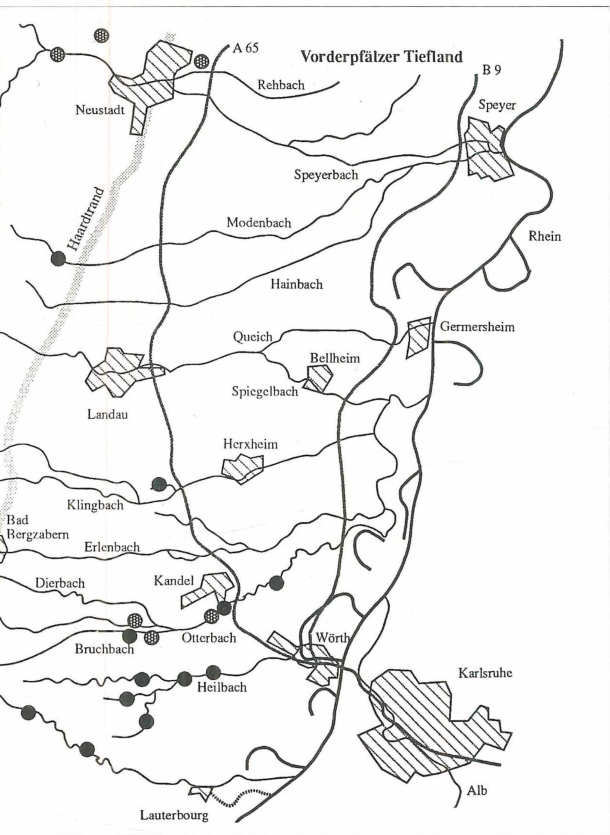 A 65
Vorderpfälzer Tiefland
B 9
Rehbach
Speyer
Neustadt
Speyerbach
Haardtrand
Modenbach
Rhein
Hainbach
Queich
Germersheim
Bellheim
Spiegelbach
Landau
Herxheim
Klingbach
Bad
Bergzabern
Erlenbach
Dierbach
Kandel
Bruchbach
Otterbach
Wörth
Heilbach
Karlsruhe
Alb
Lauterbourg